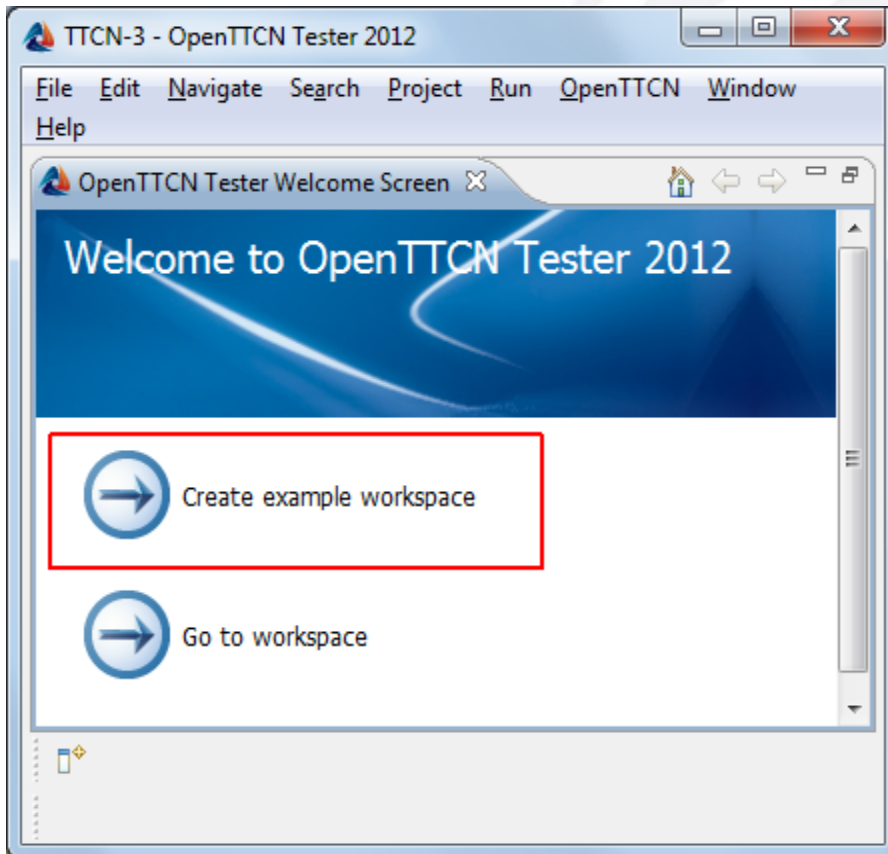 TTCN-3 - OpenTTCN Tester 2012
File Edit Navigate Search Project Run OpenTTCN Window
Help
OpenTTCN Tester Welcome Screen
Welcome to OpenTTCN Tester 2012
Create example workspace
Go to workspace